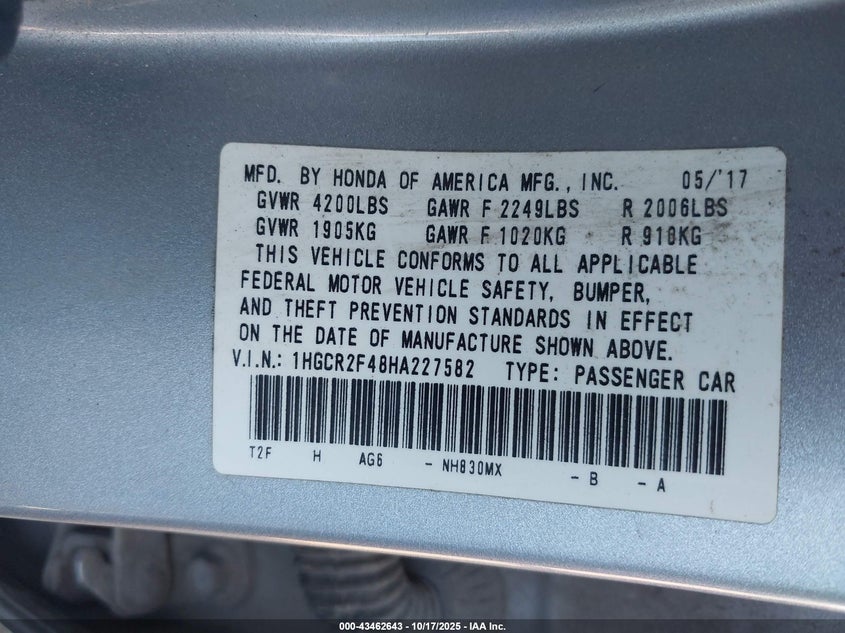 MFD. BY HONDA OF AMERICA MFG., INC. 05/'17
GVWR 4200LBS GAWR F 2249LBS R 2006LBS
GVWR 1905KG GAWR F 1020KG R 910KG
THIS VEHICLE CONFORMS TO ALL APPLICABLE
FEDERAL MOTOR VEHICLE SAFETY, BUMPER,
AND THEFT PREVENTION STANDARDS IN EFFECT
ON THE DATE OF MANUFACTURE SHOWN ABOVE.
V.I.N.: 1HGCR2F48HA227582 TYPE: PASSENGER CAR
T2F H AG6 - NH830MX - B - A
000-43462643 - 10/17/2025 - IAA Inc.